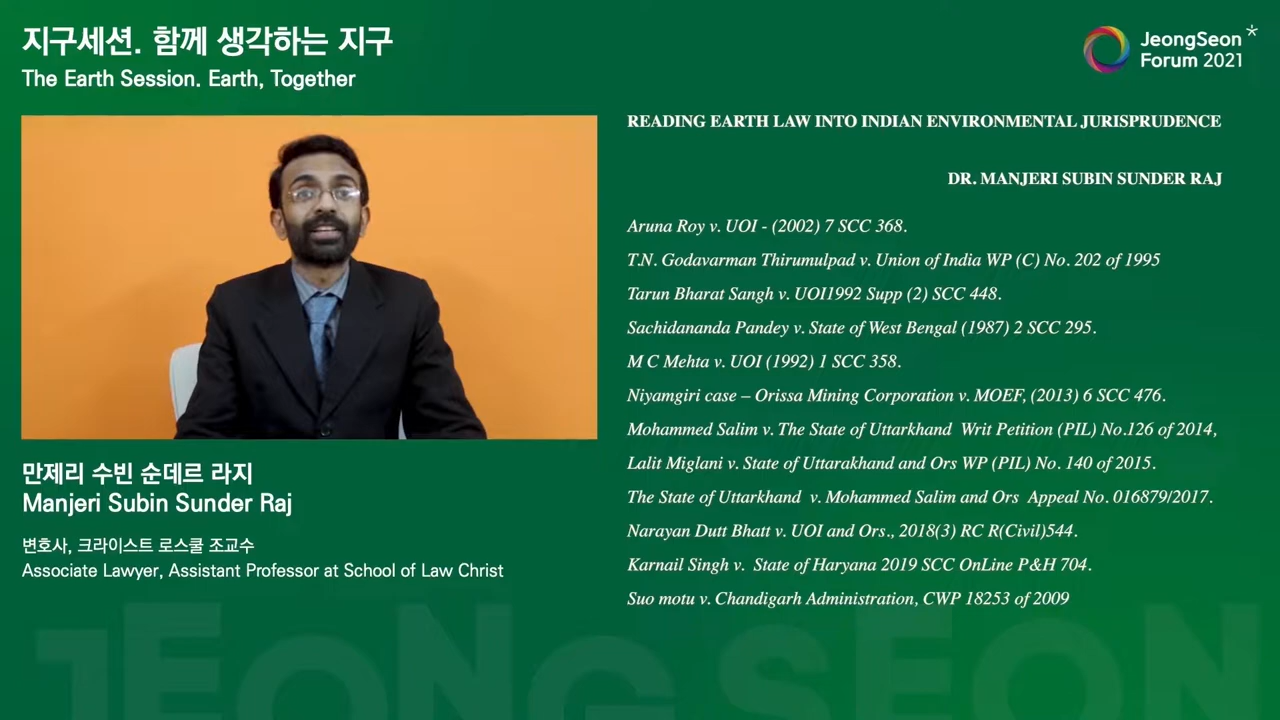 지구세션. 함께 생각하는 지구
The Earth Session. Earth, Together
JeongSeon*
Forum 2021
READING EARTH LAW INTO INDIAN ENVIRONMENTAL JURISPRUDENCE
DR. MANJERI SUBIN SUNDER RAJ
Aruna Roy v. UOI - (2002) 7 SCC 368.
T.N. Godavarman Thirumulpad v. Union of India WP (C) No. 202 of 1995
Tarun Bharat Sangh v. UOI1992 Supp (2) SCC 448.
Sachidananda Pandey v. State of West Bengal (1987) 2 SCC 295.
M C Mehta v. UOI (1992) 1 SCC 358.
Niyamgiri case – Orissa Mining Corporation v. MOEF, (2013) 6 SCC 476.
Mohammed Salim v. The State of Uttarkhand Writ Petition (PIL) No.126 of 2014,
Lalit Miglani v. State of Uttarakhand and Ors WP (PIL) No. 140 of 2015.
The State of Uttarkhand v. Mohammed Salim and Ors Appeal No. 016879/2017.
Narayan Dutt Bhatt v. UOI and Ors., 2018(3) RC R(Civil)544.
Karnail Singh v. State of Haryana 2019 SCC OnLine P&H 704.
Suo motu v. Chandigarh Administration, CWP 18253 of 2009
만제리 수빈 순데르 라지
Manjeri Subin Sunder Raj
변호사, 크라이스트 로스쿨 조교수
Associate Lawyer, Assistant Professor at School of Law Christ
JEONG SEON